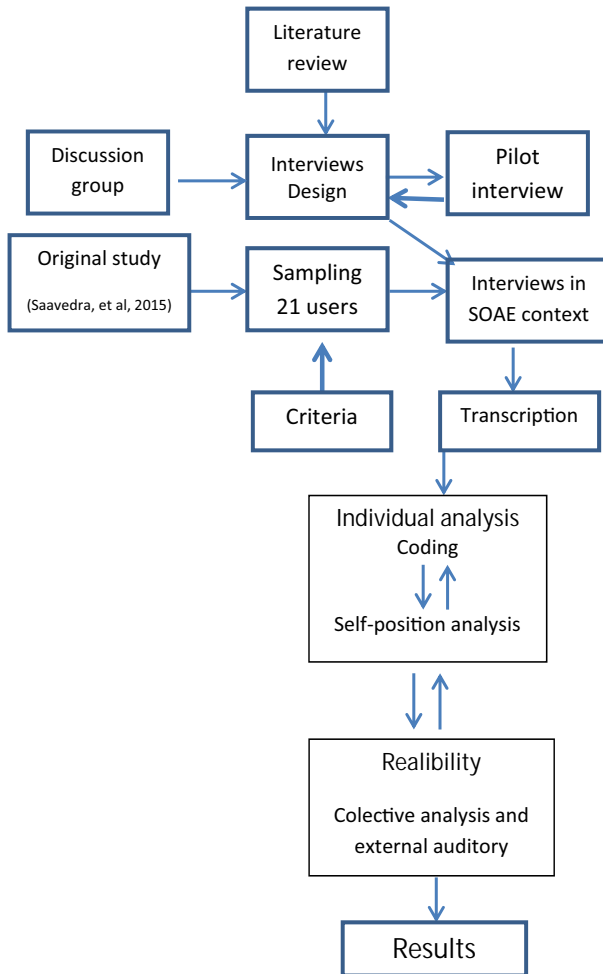 Literature
review
Discussion
group
Interviews
Design
Pilot
interview
Original study
(Saavedra, et al, 2015)
Sampling
21 users
Interviews in
SOAE context
Criteria
Transcription
Individual analysis
Coding
Self-position analysis
Realibility
Colective analysis and
external auditory
Results